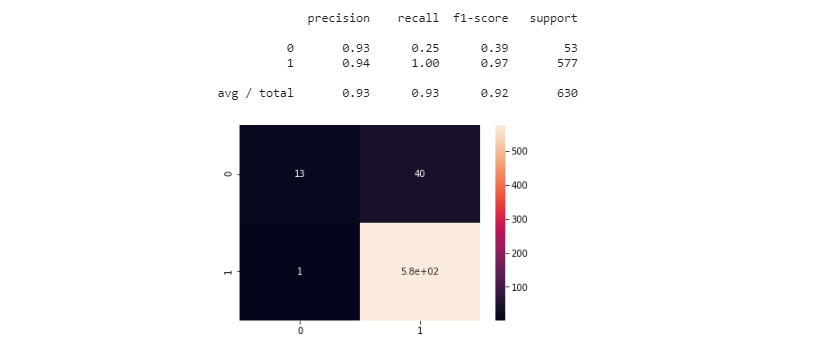 precision recall f1-score support
0 0.93 0.25 0.39 53
1 0.94 1.00 0.97 577
avg / total 0.93 0.93 0.92 630
500
0 13 40
400
300
200
1 1 5.8e+02
100
0 1